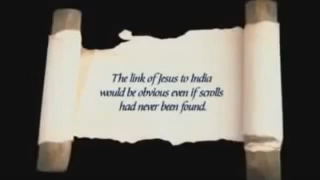 The link of Jesus to India
would be obvious even if scrolls
had never been found.